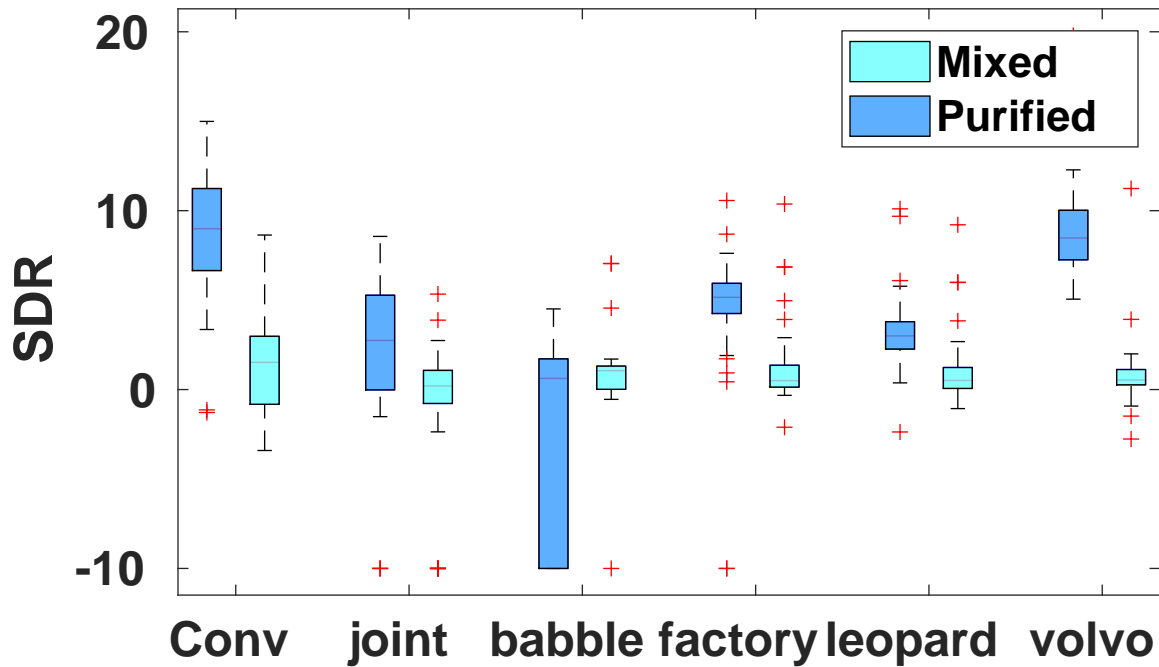 20
10
0
-10
SDR
Mixed
Purified
Conv joint babble factory leopard volvo